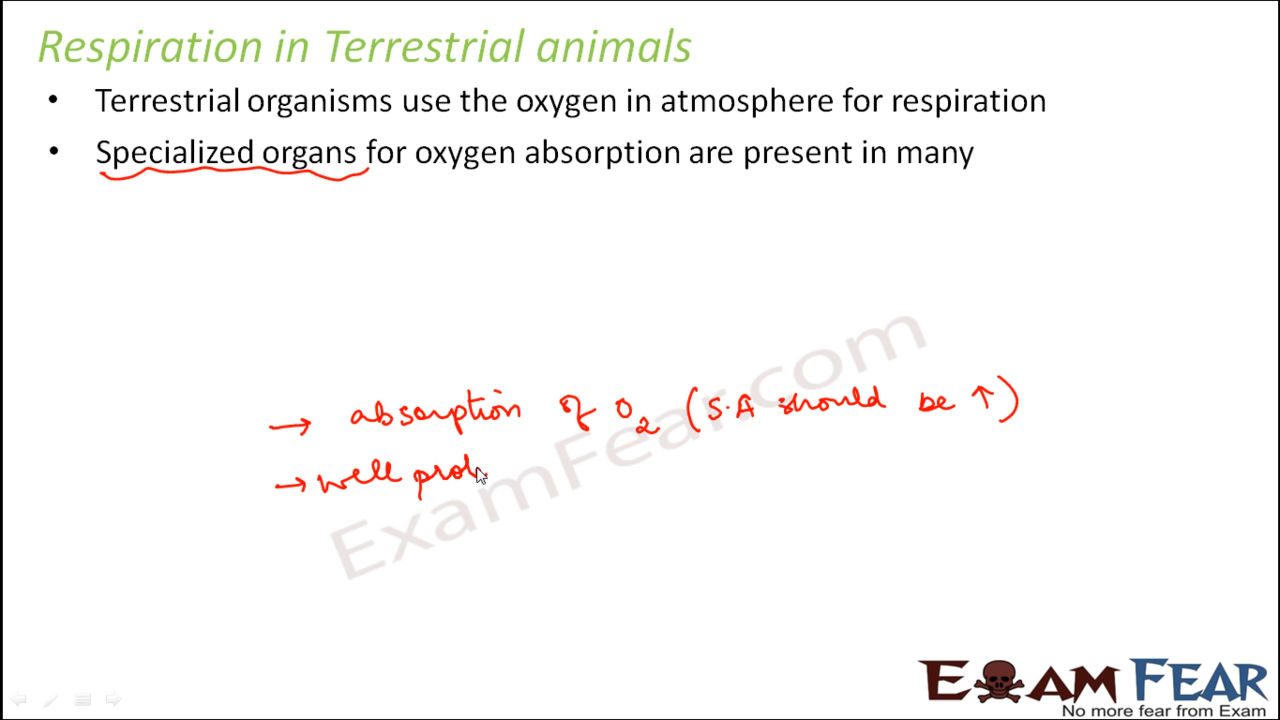 Respiration in Terrestrial animals
• Terrestrial organisms use the oxygen in atmosphere for respiration
• Specialized organs for oxygen absorption are present in many
→ absorption of O2 (S.A should be ↑)
→ well
ExamFear.com
EXAM FEAR
No more fear from Exam